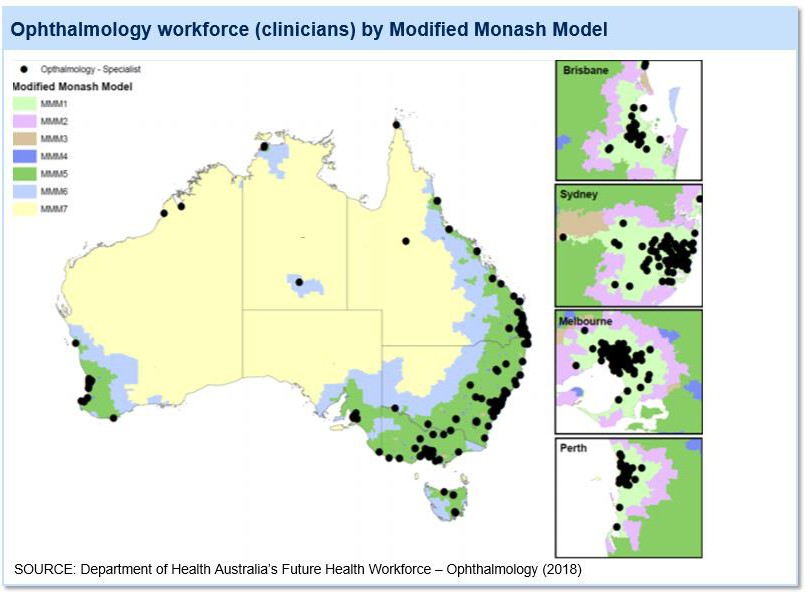 Ophthalmology workforce (clinicians) by Modified Monash Model
Opthalmology - Specialist
Modified Monash Model
MMM1
MMM2
MMM3
MMM4
MMM5
MMM6
MMM7
Brisbane
Sydney
Melbourne
Perth
SOURCE: Department of Health Australia's Future Health Workforce – Ophthalmology (2018)